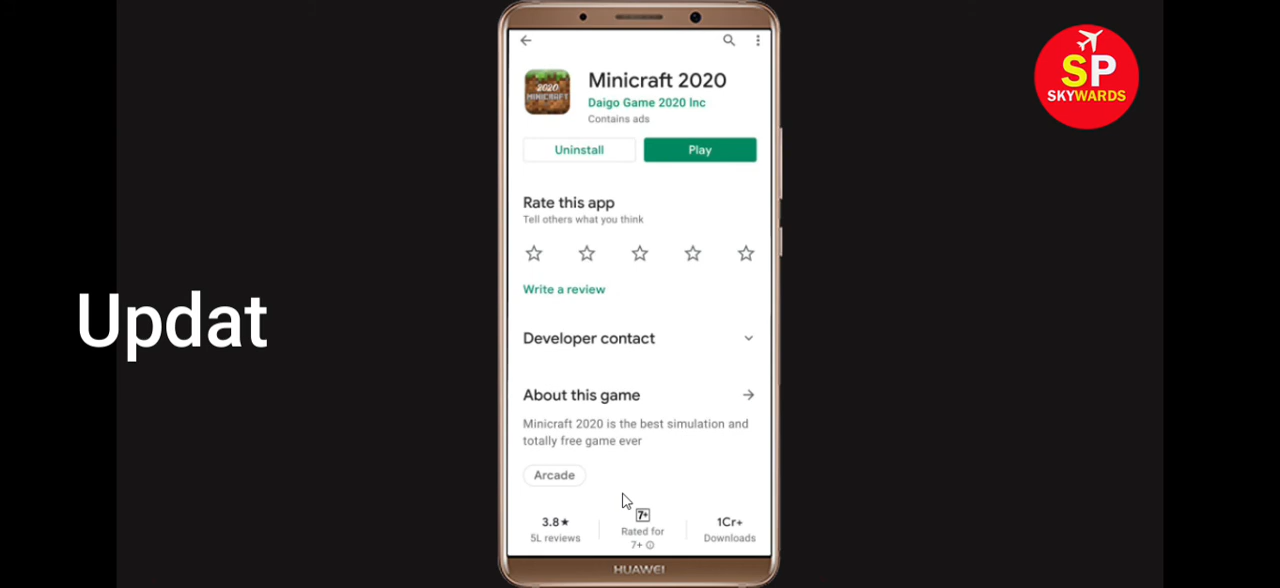 SP
SKYWARDS
Minicraft 2020
2020
MINICRAFT
Daigo Game 2020 Inc
Contains ads
Uninstall
Play
Rate this app
Tell others what you think
Write a review
Updat
Developer contact
About this game
Minicraft 2020 is the best simulation and
totally free game ever
Arcade
3.8★
5L reviews
7+
Rated for
7+
1Cr+
Downloads
HUAWEI